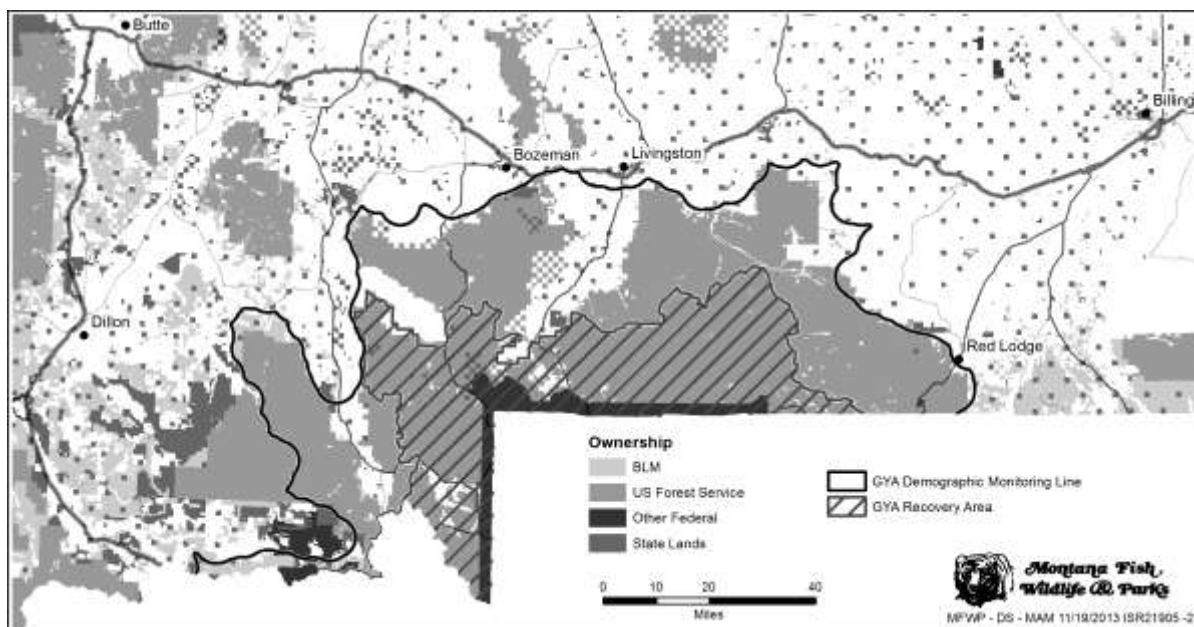 Butte
Billing
Bozeman
Livingston
Dillon
Red Lodge
Ownership
BLM
US Forest Service
Other Federal
State Lands
GYA Demographic Monitoring Line
GYA Recovery Area
0 10 20 40
Miles
Montana Fish
Wildlife & Parks
MFWP - DS - MAM 11/19/2013 ISR21905 -2